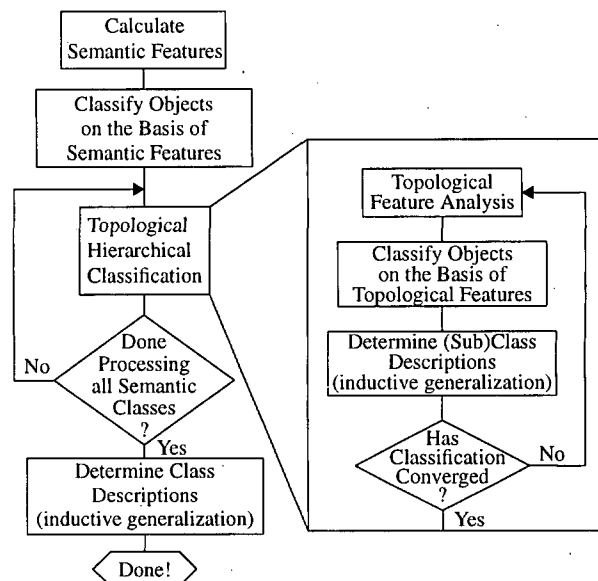 Calculate
Semantic Features
Classify Objects
on the Basis of
Semantic Features
Topological
Hierarchical
Classification
Done
Processing
all Semantic
Classes
?
No
Yes
Determine Class
Descriptions
(inductive generalization)
Done!
Topological
Feature Analysis
Classify Objects
on the Basis of
Topological Features
Determine (Sub)Class
Descriptions
(inductive generalization)
Has
Classification
Converged
?
No
Yes